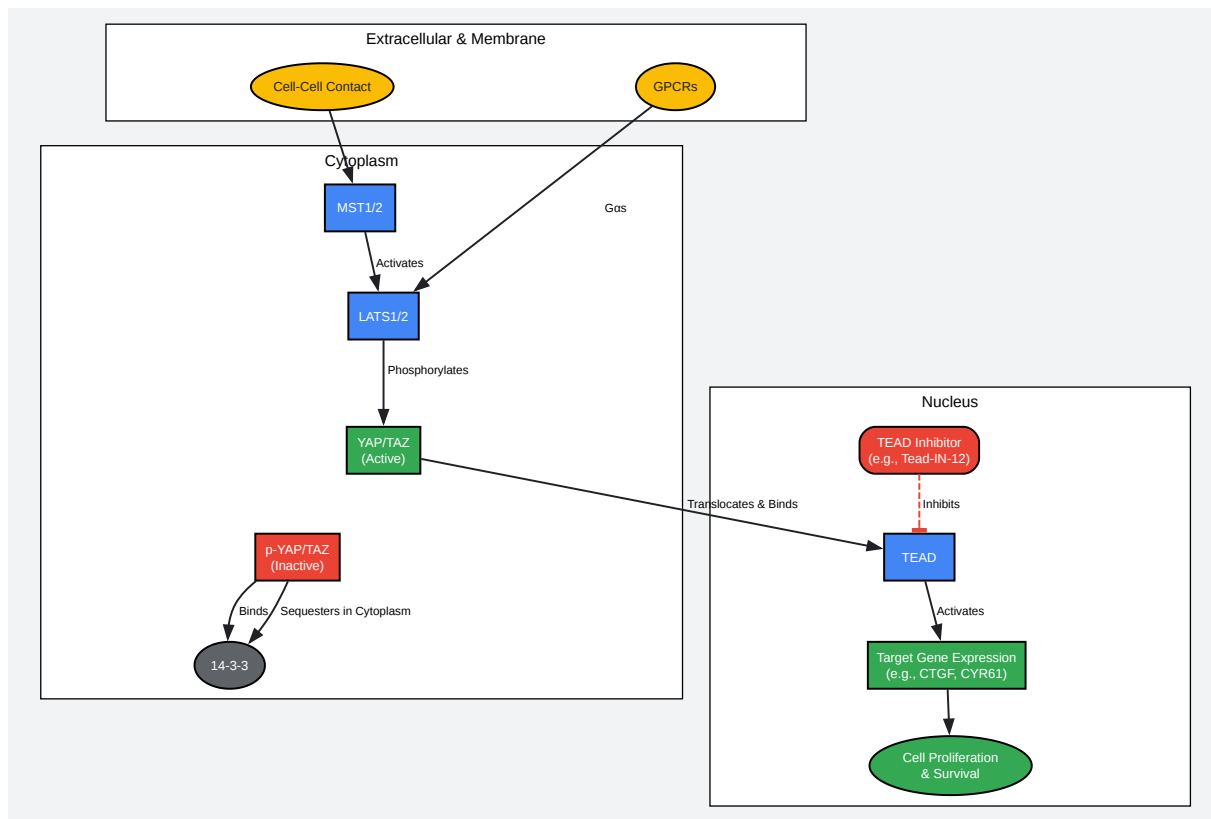 Extracellular & Membrane
Cell-Cell Contact
GPCRs
Cytoplasm
MST1/2
Gαs
Activates
LATS1/2
Phosphorylates
YAP/TAZ
(Active)
p-YAP/TAZ
(Inactive)
Binds
Sequesters in Cytoplasm
14-3-3
Translocates & Binds
Nucleus
TEAD Inhibitor
(e.g., Tead-IN-12)
Inhibits
TEAD
Activates
Target Gene Expression
(e.g., CTGF, CYR61)
Cell Proliferation
& Survival